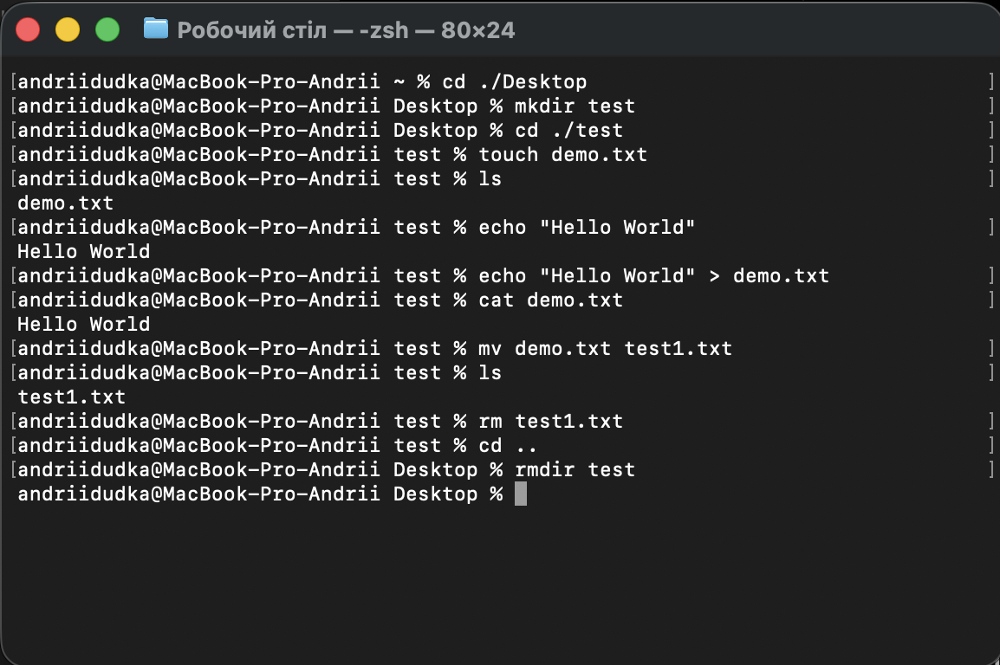 Робочий стіл — -zsh — 80×24
[andriidudka@MacBook-Pro-Andrii ~ % cd ./Desktop ]
[andriidudka@MacBook-Pro-Andrii Desktop % mkdir test ]
[andriidudka@MacBook-Pro-Andrii Desktop % cd ./test ]
[andriidudka@MacBook-Pro-Andrii test % touch demo.txt ]
[andriidudka@MacBook-Pro-Andrii test % ls ]
demo.txt
[andriidudka@MacBook-Pro-Andrii test % echo "Hello World" ]
Hello World
[andriidudka@MacBook-Pro-Andrii test % echo "Hello World" > demo.txt ]
[andriidudka@MacBook-Pro-Andrii test % cat demo.txt ]
Hello World
[andriidudka@MacBook-Pro-Andrii test % mv demo.txt test1.txt ]
[andriidudka@MacBook-Pro-Andrii test % ls ]
test1.txt
[andriidudka@MacBook-Pro-Andrii test % rm test1.txt ]
[andriidudka@MacBook-Pro-Andrii test % cd .. ]
[andriidudka@MacBook-Pro-Andrii Desktop % rmdir test ]
andriidudka@MacBook-Pro-Andrii Desktop %